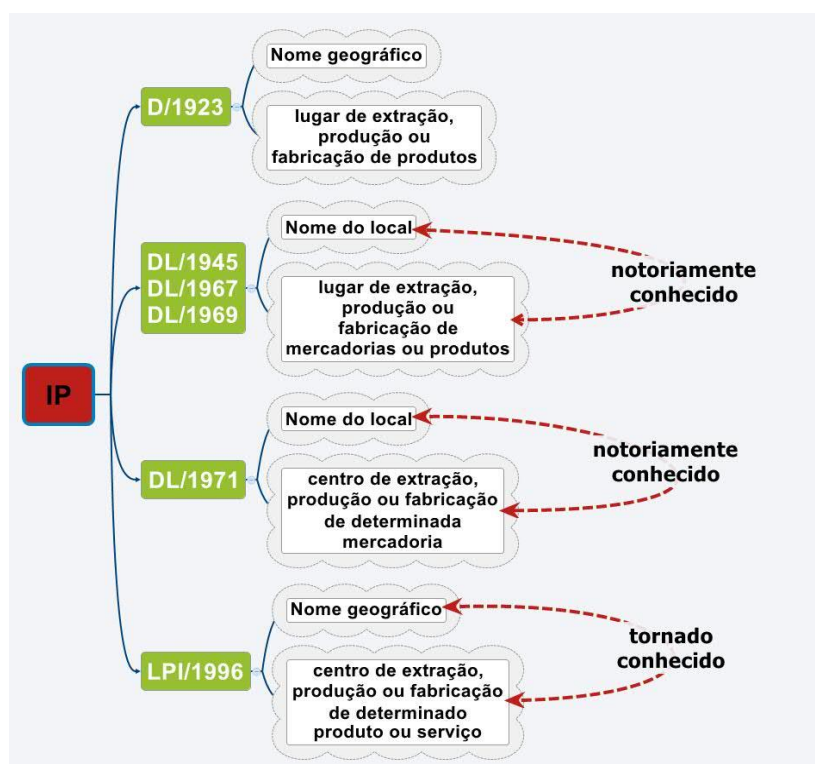 IP
D/1923
Nome geográfico
lugar de extração,
produção ou
fabricação de produtos
DL/1945
DL/1967
DL/1969
Nome do local
lugar de extração,
produção ou
fabricação de
mercadorias ou produtos
notoriamente
conhecido
DL/1971
Nome do local
centro de extração,
produção ou fabricação
de determinada
mercadoria
notoriamente
conhecido
LPI/1996
Nome geográfico
centro de extração,
produção ou fabricação
de determinado
produto ou serviço
tornado
conhecido